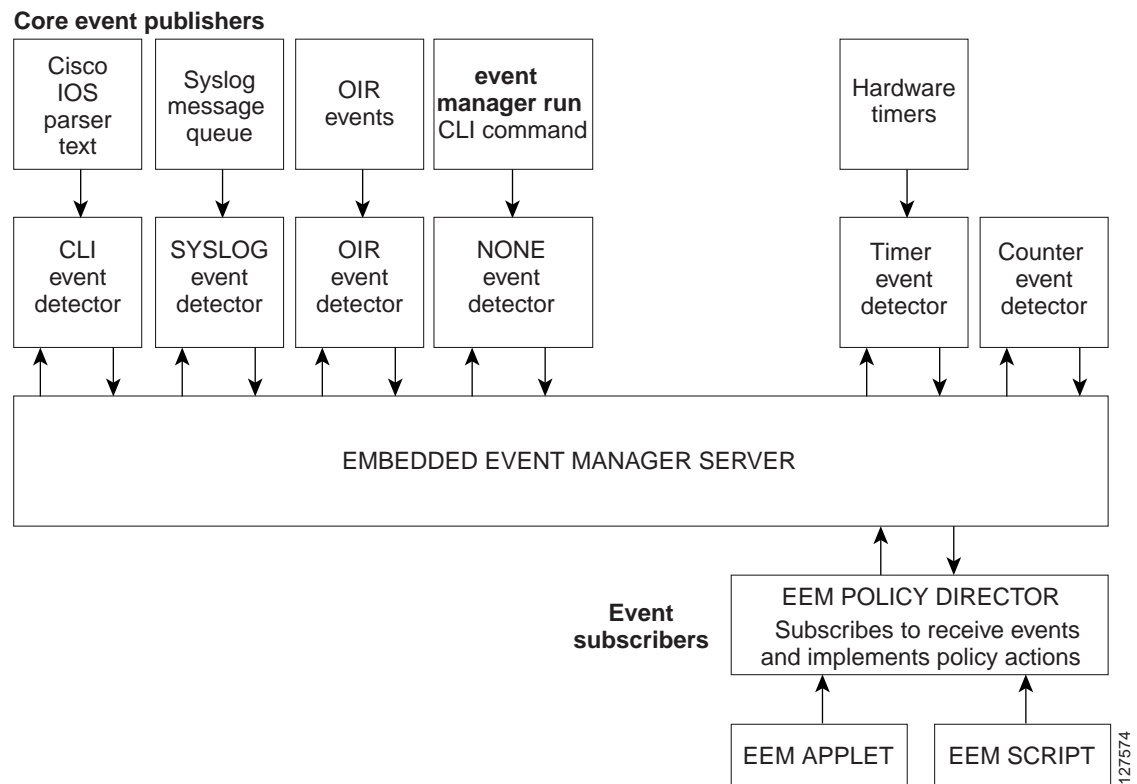 Core event publishers
Cisco
IOS
parser
text
Syslog
message
queue
OIR
events
event
manager run
CLI command
Hardware
timers
CLI
event
detector
SYSLOG
event
detector
OIR
event
detector
NONE
event
detector
Timer
event
detector
Counter
event
detector
EMBEDDED EVENT MANAGER SERVER
Event
subscribers
EEM POLICY DIRECTOR
Subscribes to receive events
and implements policy actions
EEM APPLET
EEM SCRIPT
127574